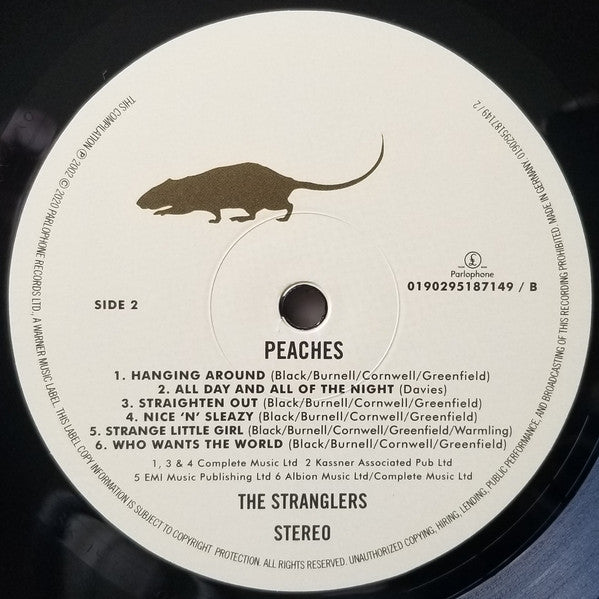 THIS COMPILATION ℗ 2002 © 2020 PARLOPHONE RECORDS LTD., A WARNER MUSIC LABEL. THIS LABEL COPY INFORMATION IS SUBJECT TO COPYRIGHT PROTECTION. ALL RIGHTS RESERVED. UNAUTHORIZED COPYING, HIRING, LENDING, PUBLIC PERFORMANCE, AND BROADCASTING OF THIS RECORDING PROHIBITED. MADE IN GERMANY. 0190295187149 / 2
Parlophone
SIDE 2
0190295187149 / B
PEACHES
1. HANGING AROUND (Black/Burnell/Cornwell/Greenfield)
2. ALL DAY AND ALL OF THE NIGHT (Davies)
3. STRAIGHTEN OUT (Black/Burnell/Cornwell/Greenfield)
4. NICE 'N' SLEAZY (Black/Burnell/Cornwell/Greenfield)
5. STRANGE LITTLE GIRL (Black/Burnell/Cornwell/Greenfield/Warmling)
6. WHO WANTS THE WORLD (Black/Burnell/Cornwell/Greenfield)
1, 3 & 4 Complete Music Ltd 2 Kassner Associated Pub Ltd
5 EMI Music Publishing Ltd 6 Albion Music Ltd/Complete Music Ltd
THE STRANGLERS
STEREO